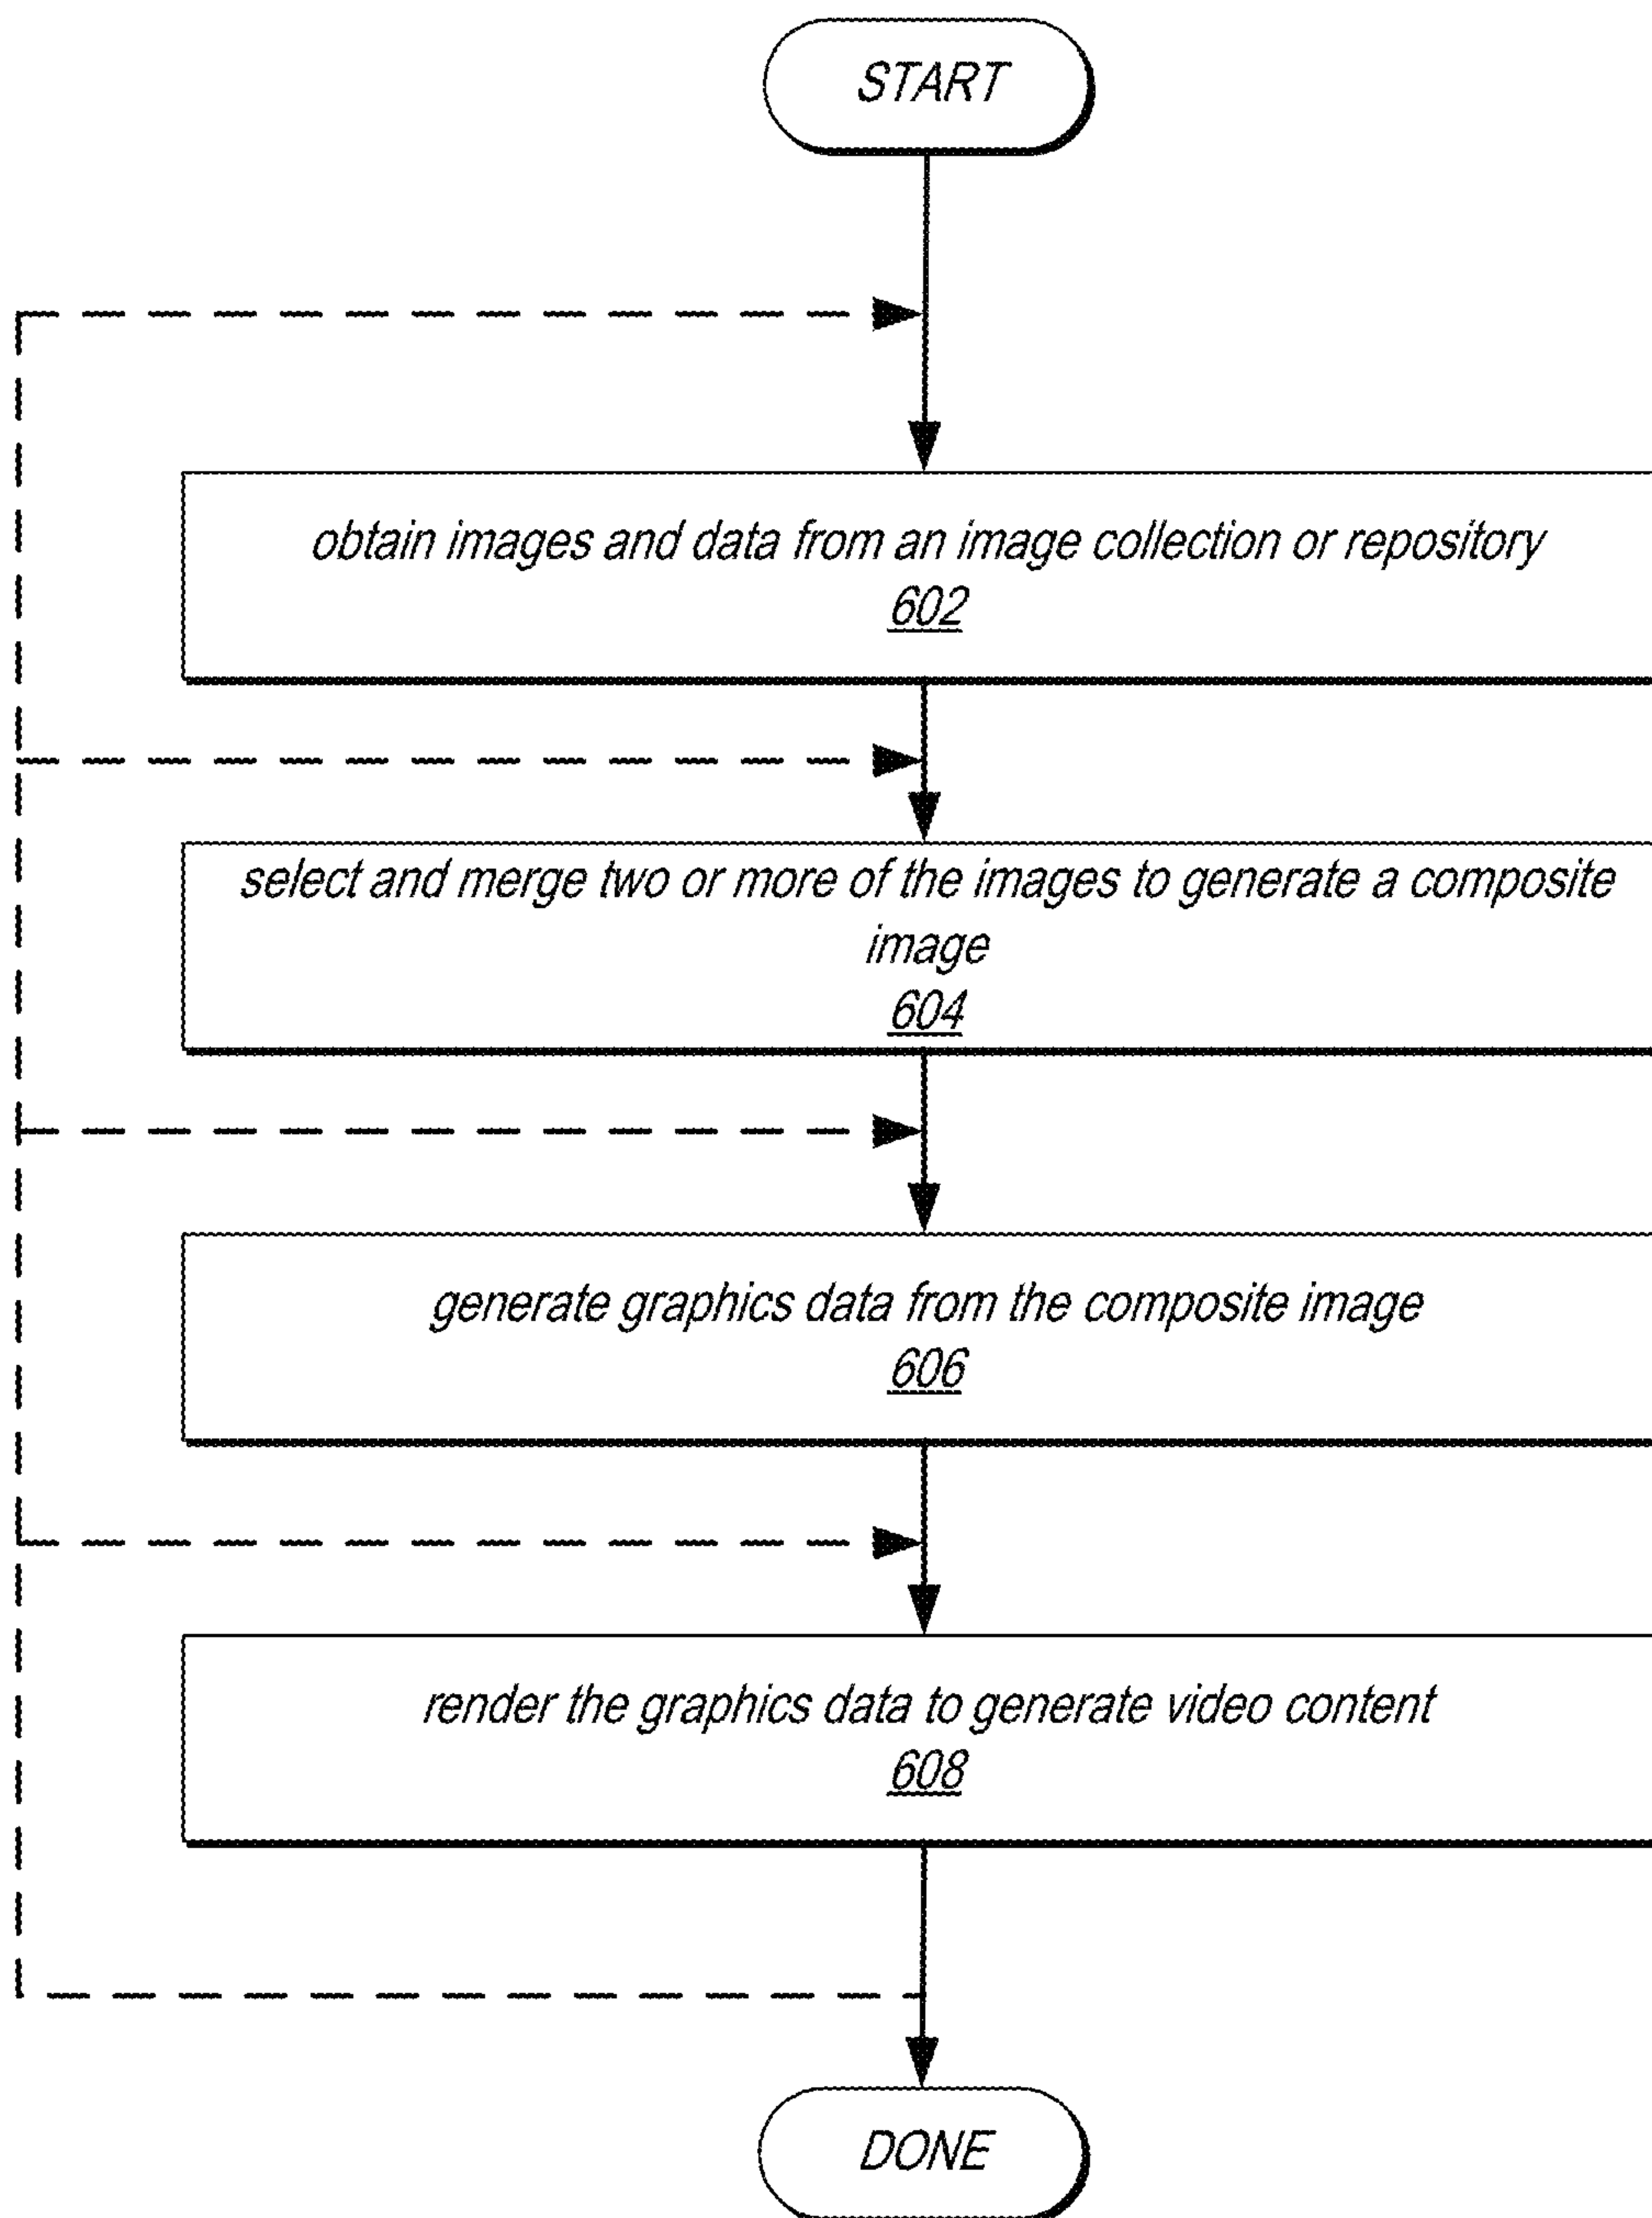 START
obtain images and data from an image collection or repository
602
select and merge two or more of the images to generate a composite
image
604
generate graphics data from the composite image
606
render the graphics data to generate video content
608
DONE